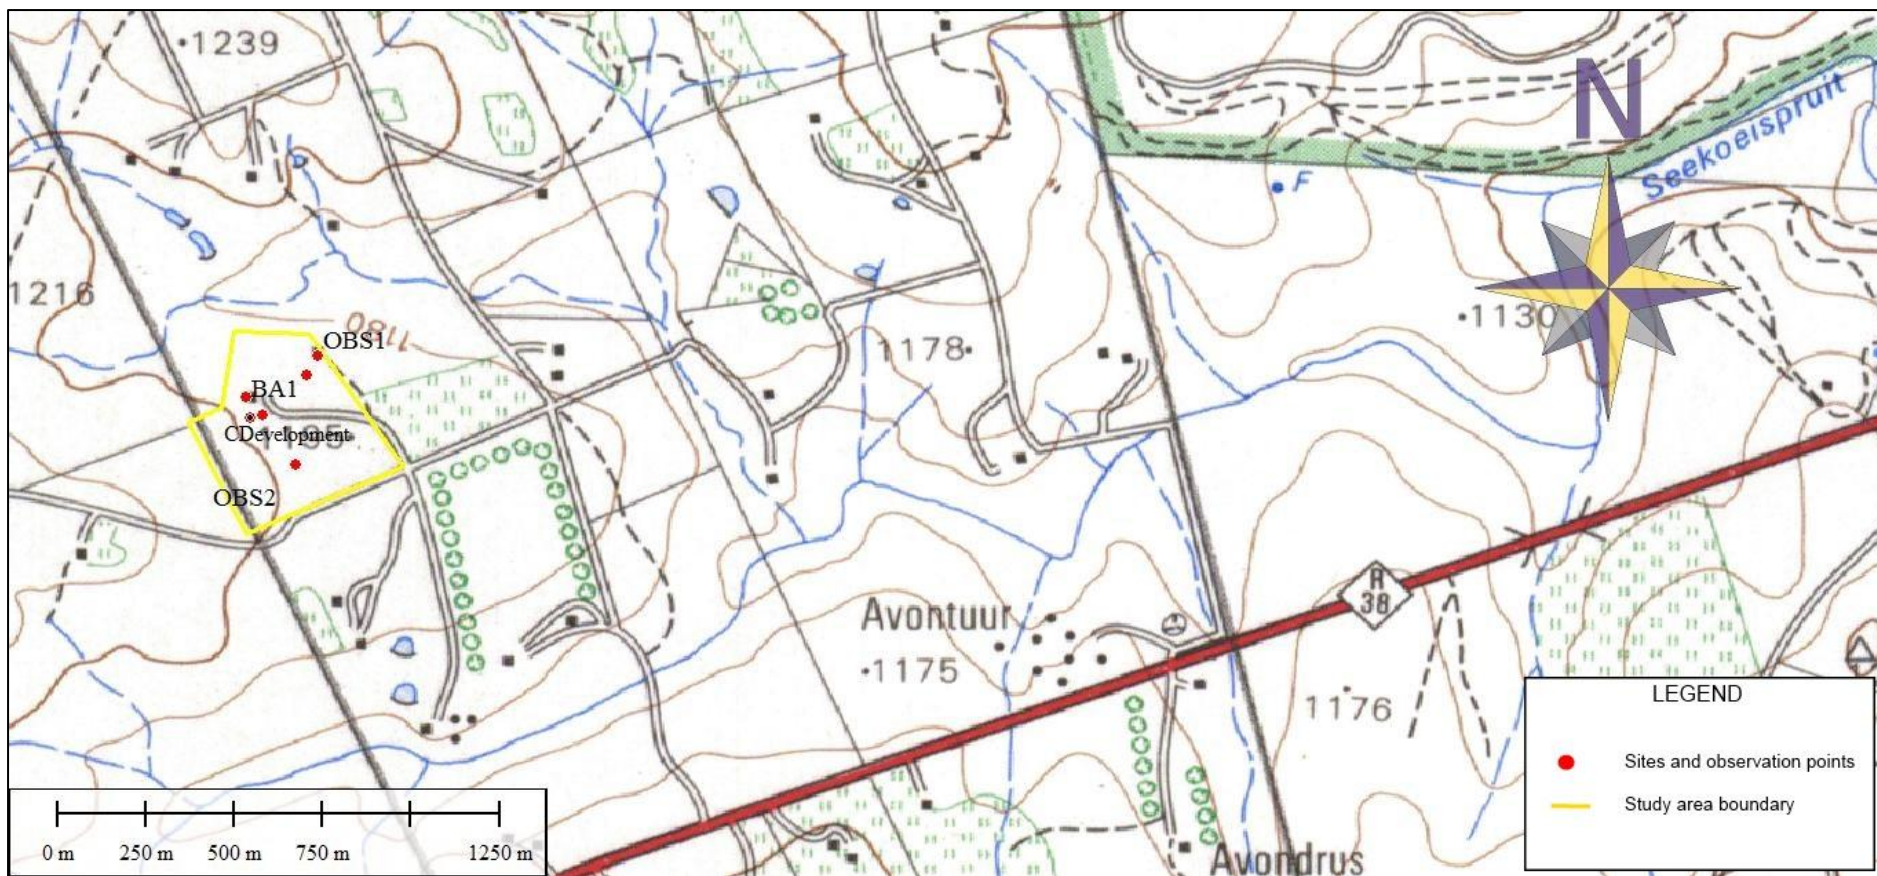 1239
N
Seekoeispruit
F
1216
1180
OBS1
1178
1130
BA1
CDevelopment
OBS2
R
38
Avontuur
1175
1176
LEGEND
Sites and observation points
Study area boundary
0 m 250 m 500 m 750 m 1250 m
Avondrus